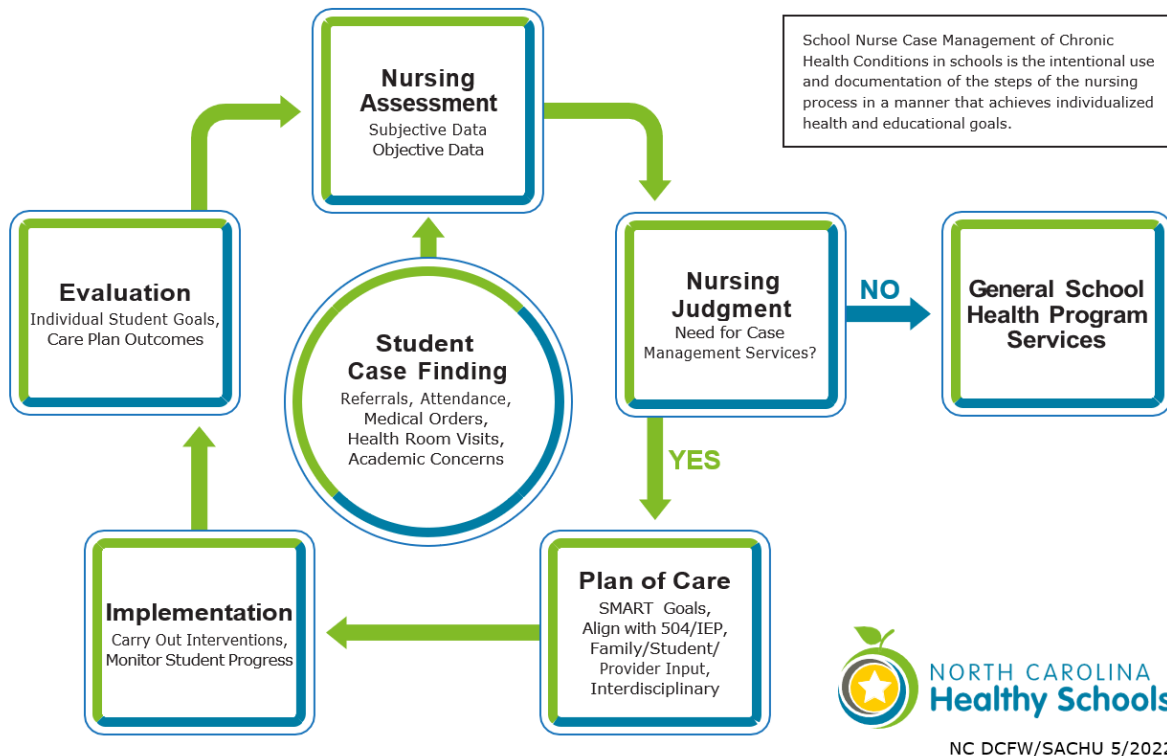 School Nurse Case Management of Chronic
Health Conditions in schools is the intentional use
and documentation of the steps of the nursing
process in a manner that achieves individualized
health and educational goals.
Nursing
Assessment
Subjective Data
Objective Data
Nursing
Judgment
Need for Case
Management Services?
NO
General School
Health Program
Services
YES
Evaluation
Individual Student Goals,
Care Plan Outcomes
Student
Case Finding
Referrals, Attendance,
Medical Orders,
Health Room Visits,
Academic Concerns
Plan of Care
SMART Goals,
Align with 504/IEP,
Family/Student/
Provider Input,
Interdisciplinary
Implementation
Carry Out Interventions,
Monitor Student Progress
NORTH CAROLINA
Healthy Schools
NC DCFW/SACHU 5/2022